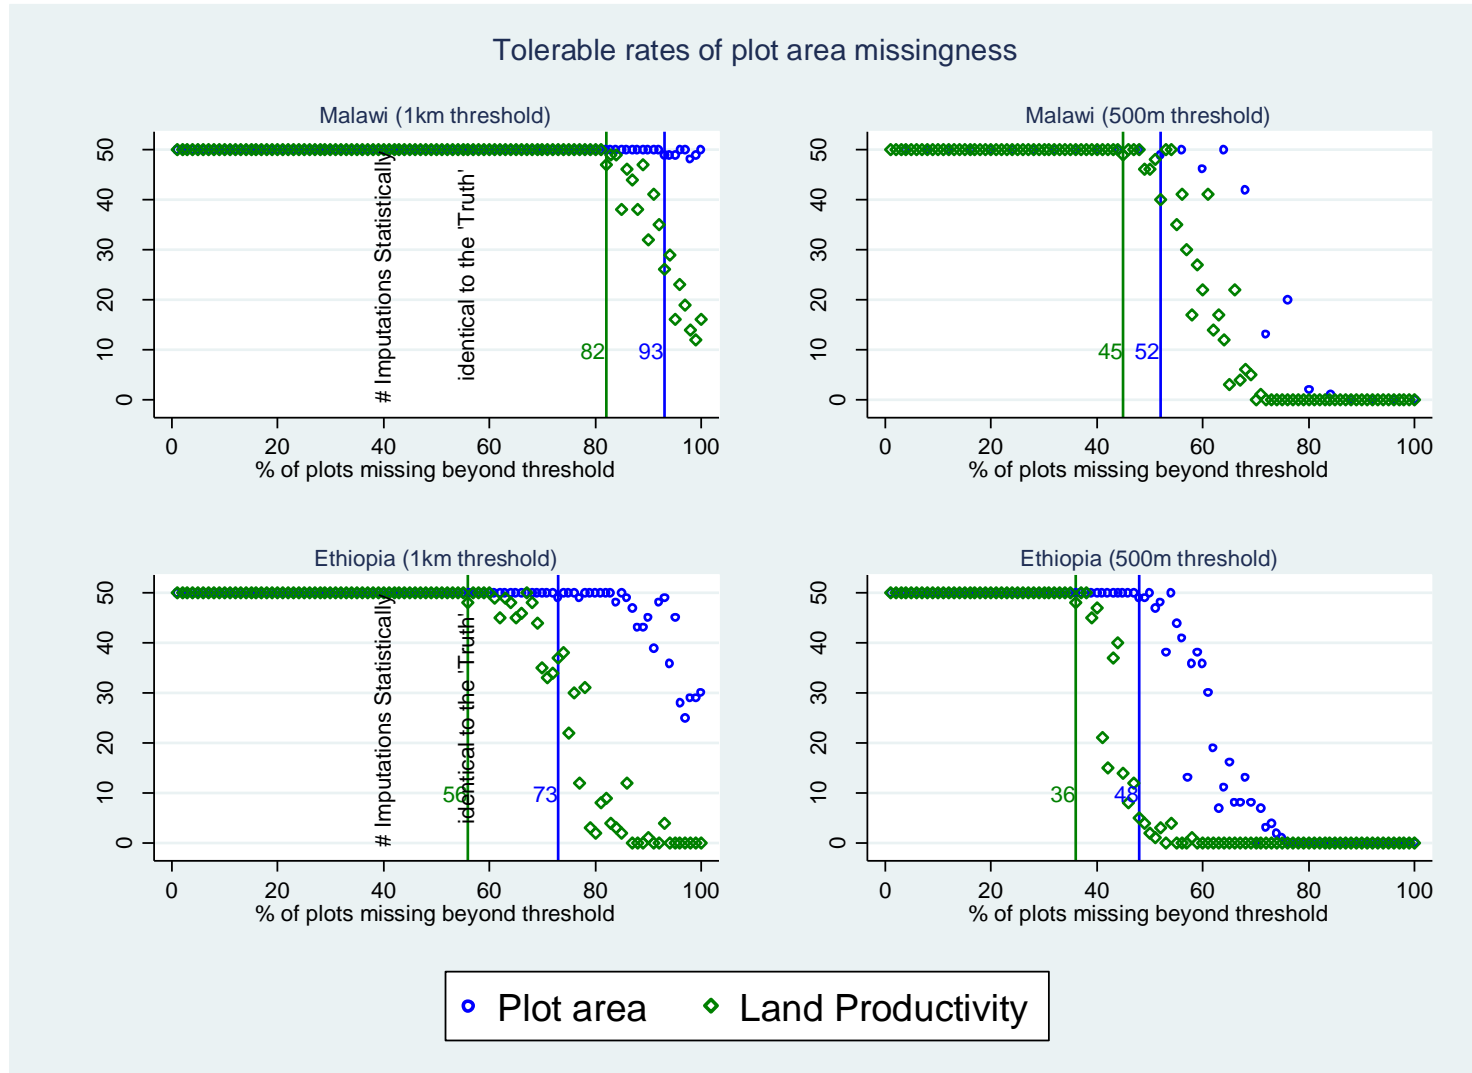 Tolerable rates of plot area missingness
Malawi (1km threshold)
# Imputations Statistically
identical to the 'Truth'
50
40
30
20
10
0
82
93
0 20 40 60 80 100
% of plots missing beyond threshold
Malawi (500m threshold)
50
40
30
20
10
0
45
52
0 20 40 60 80 100
% of plots missing beyond threshold
Ethiopia (1km threshold)
# Imputations Statistically
identical to the 'Truth'
50
40
30
20
10
0
56
73
0 20 40 60 80 100
% of plots missing beyond threshold
Ethiopia (500m threshold)
50
40
30
20
10
0
36
48
0 20 40 60 80 100
% of plots missing beyond threshold
Plot area Land Productivity